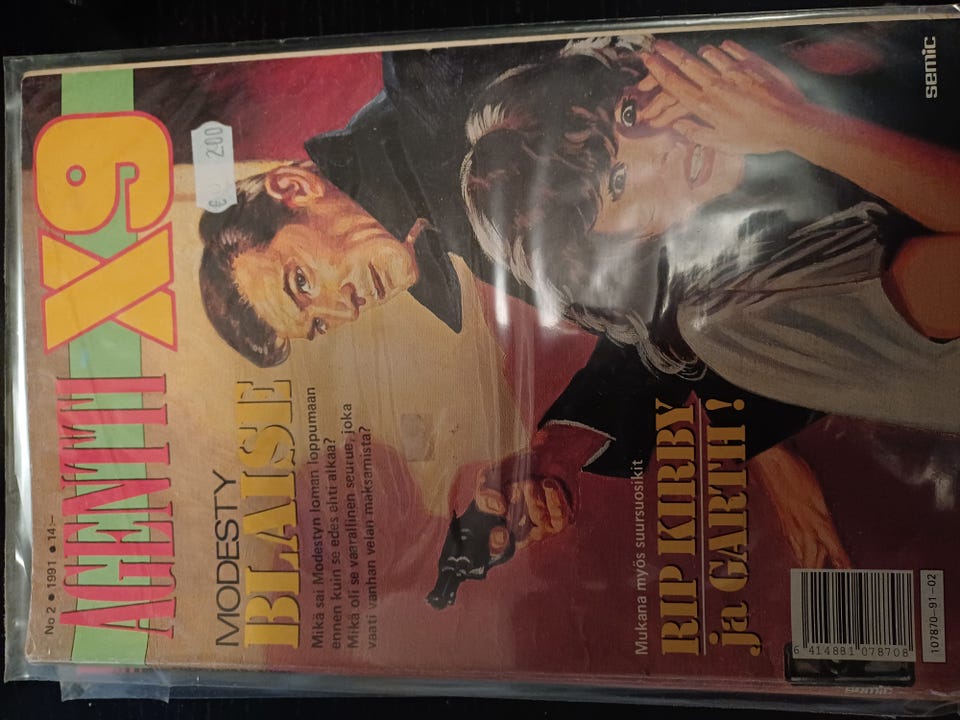 No 2 • 1991 • 14:-
AGENTTI X9
€ 2.00
MODESTY
BLAISE
Mikä sai Modestyn loman loppumaan
ennen kuin se edes ehti alkaa?
Mikä oli se vaarallinen seurue, joka
vaati vanhan velan maksamista?
Mukana myös suursuosikit
RIP KIRBY
ja GARTH!
6 414881 078708
107870-91-02
semic